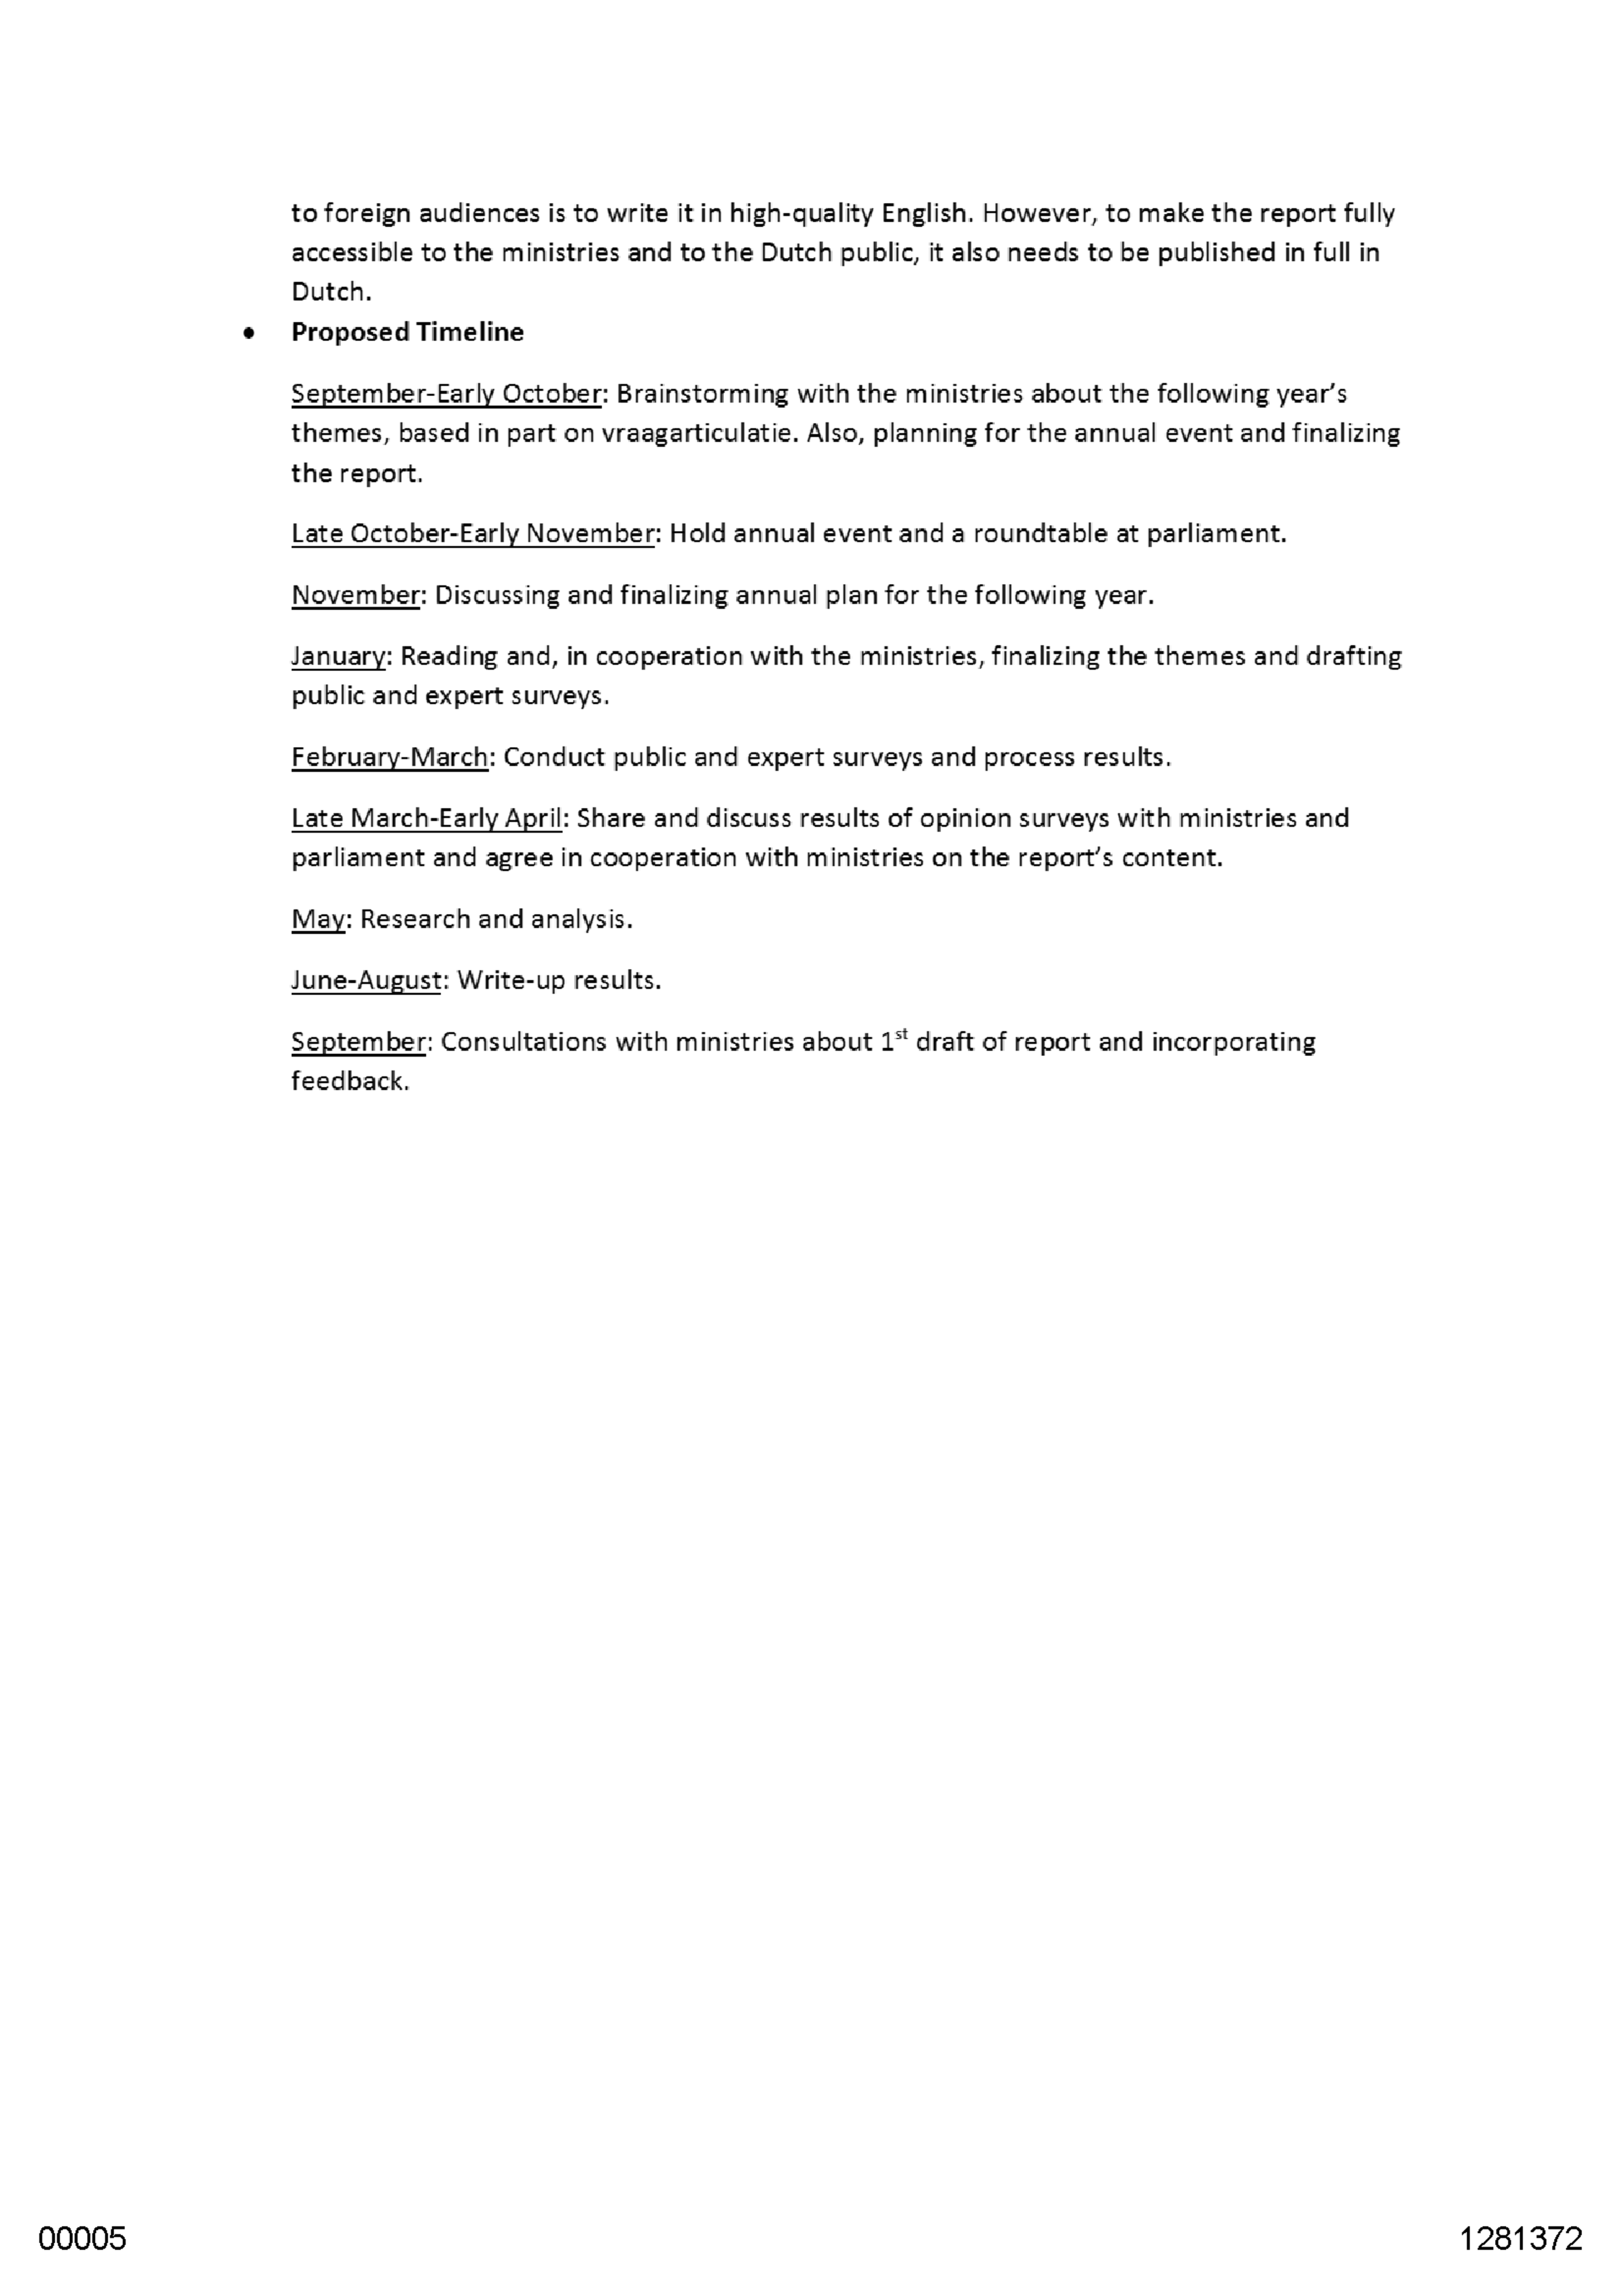 to foreign audiences is to write it in high-quality English. However, to make the report fully
accessible to the ministries and to the Dutch public, it also needs to be published in full in
Dutch.
• Proposed Timeline
September-Early October: Brainstorming with the ministries about the following year’s
themes, based in part on vraagarticulatie. Also, planning for the annual event and finalizing
the report.
Late October-Early November: Hold annual event and a roundtable at parliament.
November: Discussing and finalizing annual plan for the following year.
January: Reading and, in cooperation with the ministries, finalizing the themes and drafting
public and expert surveys.
February-March: Conduct public and expert surveys and process results.
Late March-Early April: Share and discuss results of opinion surveys with ministries and
parliament and agree in cooperation with ministries on the report’s content.
May: Research and analysis.
June-August: Write-up results.
September: Consultations with ministries about 1st draft of report and incorporating
feedback.
00005
1281372